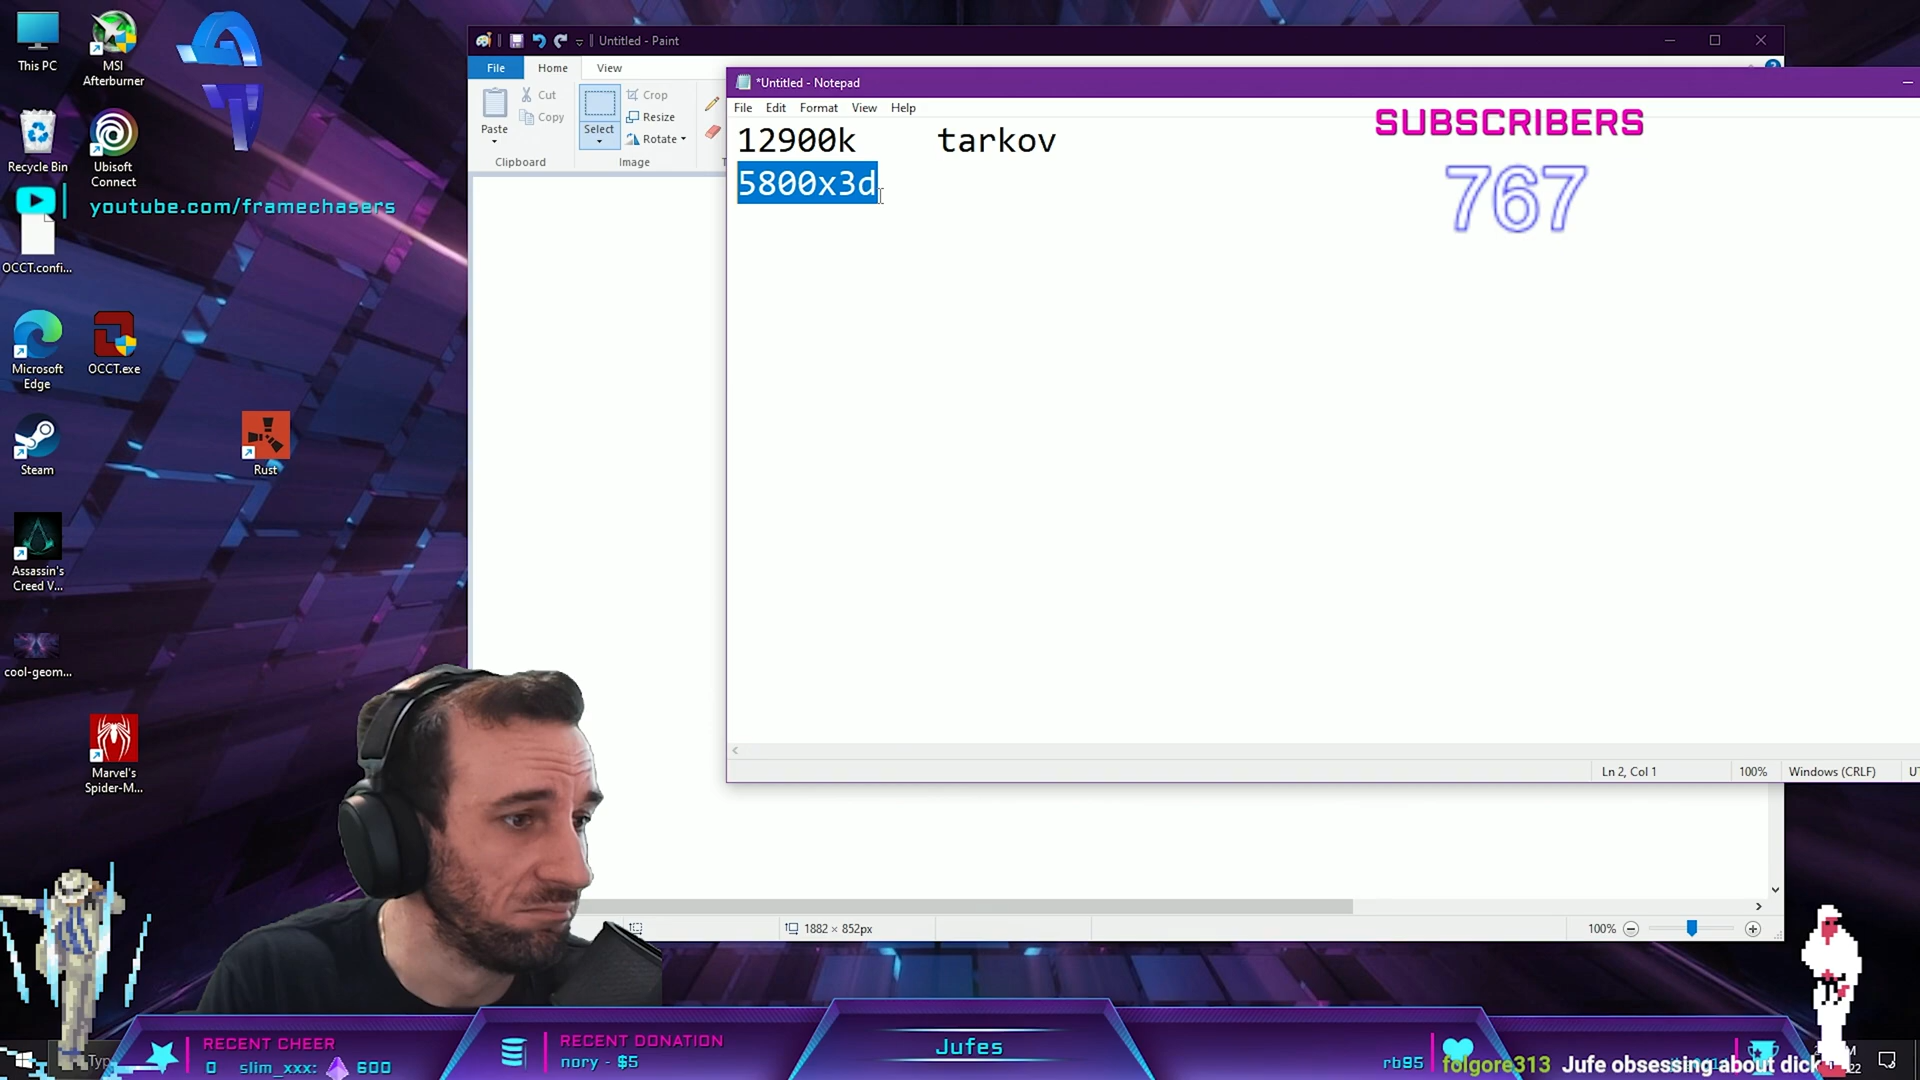 This PC
MSI
Afterburner
Recycle Bin
Ubisoft
Connect
youtube.com/framechasers
OCCT.confi...
Microsoft
Edge
OCCT.exe
Steam
Rust
Assassin's
Creed V...
cool-geom...
Marvel's
Spider-M...
Untitled - Paint
File
Home
View
Paste
Cut
Copy
Clipboard
Select
Crop
Resize
Rotate
Image
*Untitled - Notepad
File Edit Format View Help
12900k tarkov
5800x3d
SUBSCRIBERS
767
Ln 2, Col 1
100%
Windows (CRLF)
1882 × 852px
100%
RECENT CHEER
0 slim_xxx: 600
RECENT DONATION
nory - $5
Jufes
rb95
folgore313 Jufe obsessing about dick